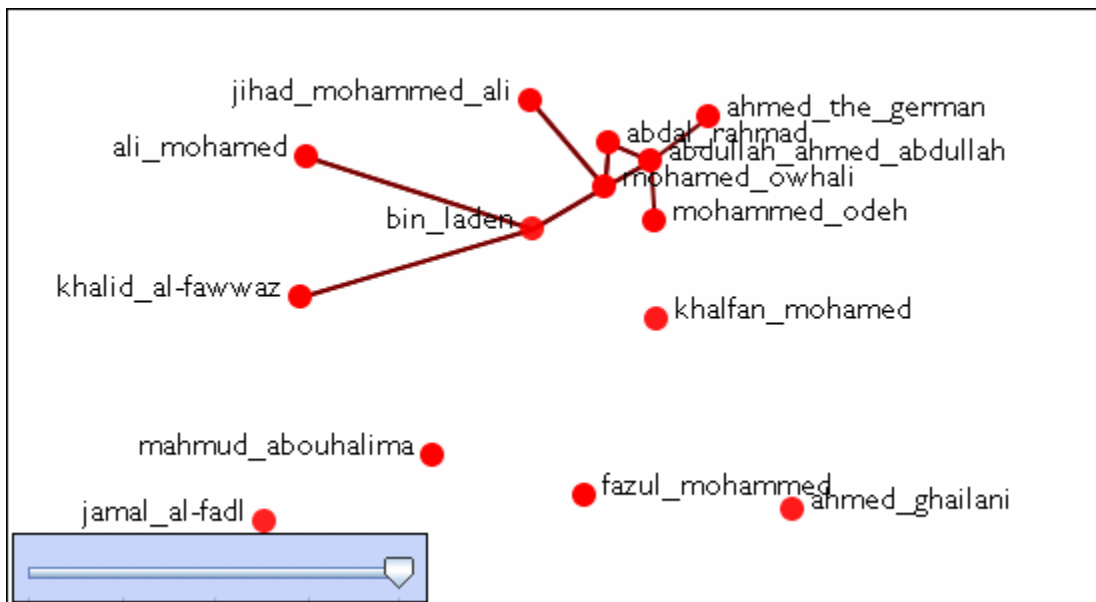 jihad_mohammed_ali
ahmed_the_german
abdal_rahmad
ali_mohamed
abdullah_ahmed_abdullah
mohamed_owhali
bin_laden
mohammed_odeh
khalid_al-fawwaz
khalfan_mohamed
mahmud_abouhalima
fazul_mohammed
ahmed_ghailani
jamal_al-fadl